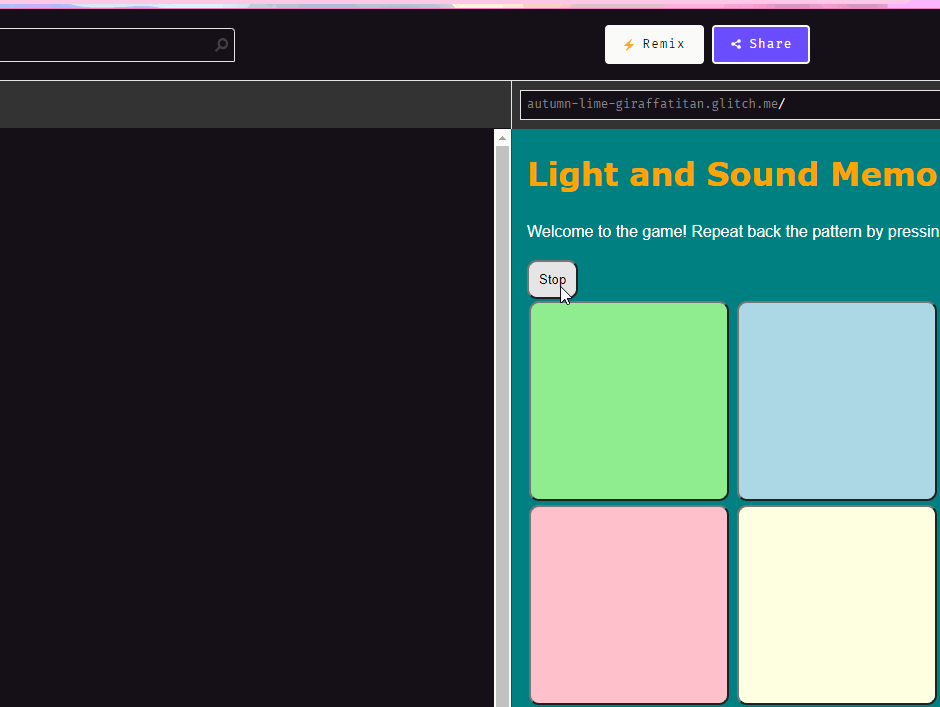 Remix
Share
autumn-lime-giraffatitan.glitch.me/
Light and Sound Memo
Welcome to the game! Repeat back the pattern by pressin
Stop